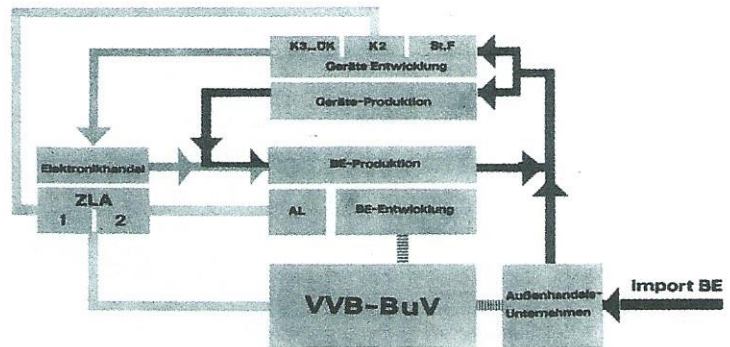 K3...ÜK K2 St.F
Geräte Entwicklung
Geräte-Produktion
Elektronikhandel
BE-Produktion
ZLA
1 2
AL
BE-Entwicklung
VVB-BuV
Außenhandels-
Unternehmen
Import BE